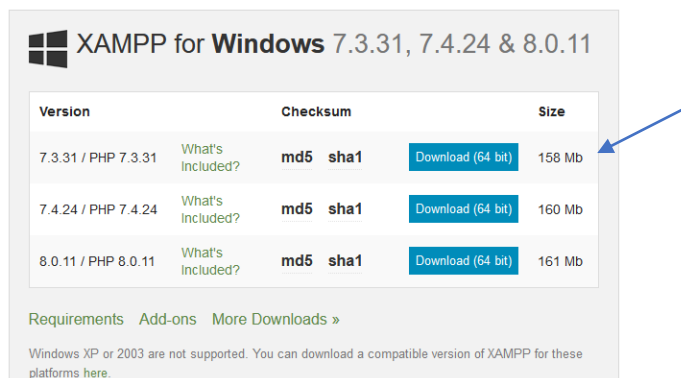 XAMPP for Windows 7.3.31, 7.4.24 & 8.0.11
Version Checksum Size
7.3.31 / PHP 7.3.31 What's Included? md5 sha1 Download (64 bit) 158 Mb
7.4.24 / PHP 7.4.24 What's Included? md5 sha1 Download (64 bit) 160 Mb
8.0.11 / PHP 8.0.11 What's Included? md5 sha1 Download (64 bit) 161 Mb
Requirements Add-ons More Downloads »
Windows XP or 2003 are not supported. You can download a compatible version of XAMPP for these
platforms here.